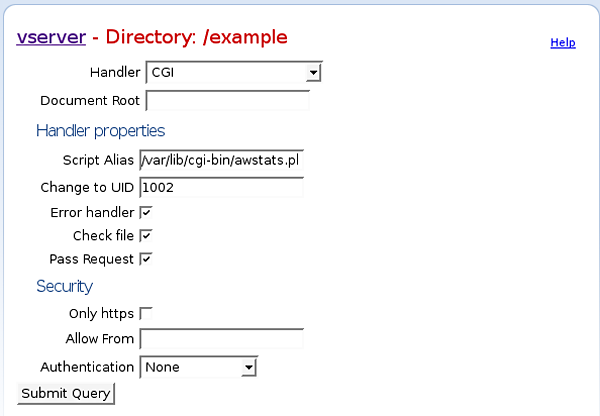 vserver - Directory: /example
Help
Handler CGI
Document Root
Handler properties
Script Alias /var/lib/cgi-bin/awstats.pl
Change to UID 1002
Error handler
Check file
Pass Request
Security
Only https
Allow From
Authentication None
Submit Query